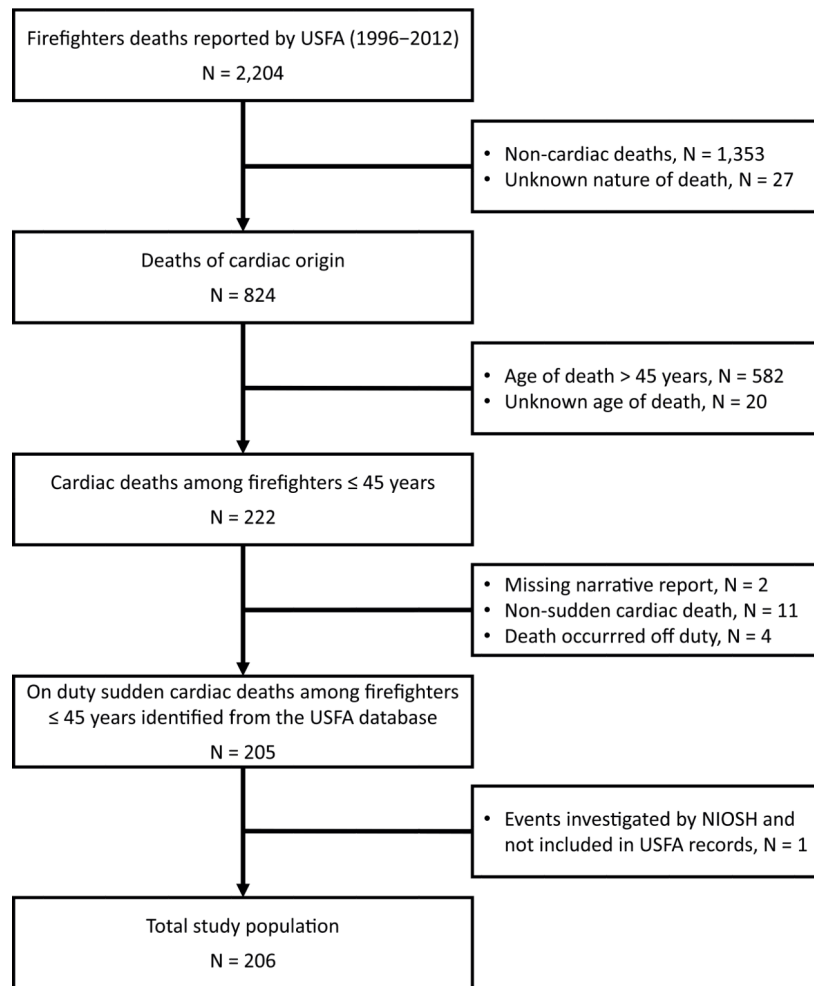 Firefighters deaths reported by USFA (1996–2012)
N = 2,204
• Non-cardiac deaths, N = 1,353
• Unknown nature of death, N = 27
Deaths of cardiac origin
N = 824
• Age of death > 45 years, N = 582
• Unknown age of death, N = 20
Cardiac deaths among firefighters ≤ 45 years
N = 222
• Missing narrative report, N = 2
• Non-sudden cardiac death, N = 11
• Death occurrred off duty, N = 4
On duty sudden cardiac deaths among firefighters
≤ 45 years identified from the USFA database
N = 205
• Events investigated by NIOSH and
not included in USFA records, N = 1
Total study population
N = 206